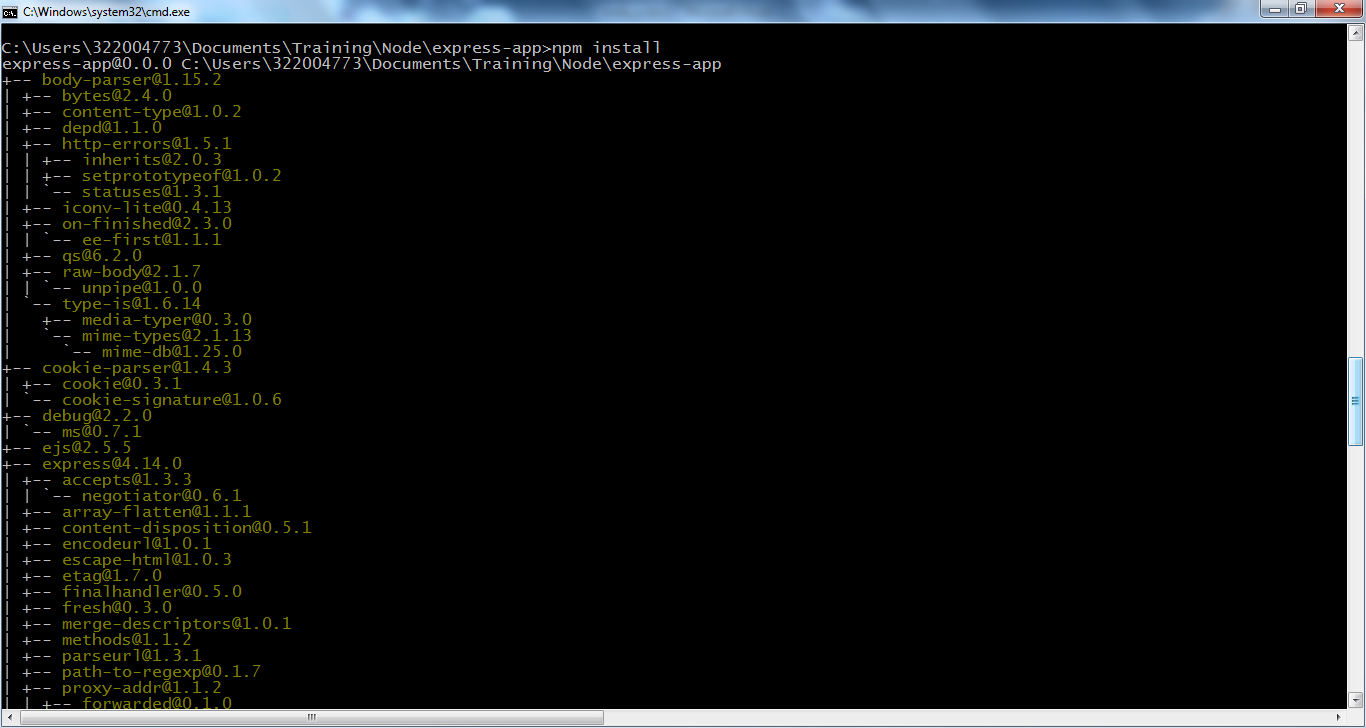 C:\Windows\system32\cmd.exe
C:\Users\322004773\Documents\Training\Node\express-app>npm install
express-app@0.0.0 C:\Users\322004773\Documents\Training\Node\express-app
+-- body-parser@1.15.2
| +-- bytes@2.4.0
| +-- content-type@1.0.2
| +-- depd@1.1.0
| +-- http-errors@1.5.1
| | +-- inherits@2.0.3
| | +-- setprototypeof@1.0.2
| | `-- statuses@1.3.1
| +-- iconv-lite@0.4.13
| +-- on-finished@2.3.0
| | `-- ee-first@1.1.1
| +-- qs@6.2.0
| +-- raw-body@2.1.7
| | `-- unpipe@1.0.0
| `-- type-is@1.6.14
|   +-- media-typer@0.3.0
|   `-- mime-types@2.1.13
|     `-- mime-db@1.25.0
+-- cookie-parser@1.4.3
| +-- cookie@0.3.1
| `-- cookie-signature@1.0.6
+-- debug@2.2.0
| `-- ms@0.7.1
+-- ejs@2.5.5
+-- express@4.14.0
| +-- accepts@1.3.3
| | `-- negotiator@0.6.1
| +-- array-flatten@1.1.1
| +-- content-disposition@0.5.1
| +-- encodeurl@1.0.1
| +-- escape-html@1.0.3
| +-- etag@1.7.0
| +-- finalhandler@0.5.0
| +-- fresh@0.3.0
| +-- merge-descriptors@1.0.1
| +-- methods@1.1.2
| +-- parseurl@1.3.1
| +-- path-to-regexp@0.1.7
| +-- proxy-addr@1.1.2
| | +-- forwarded@0.1.0